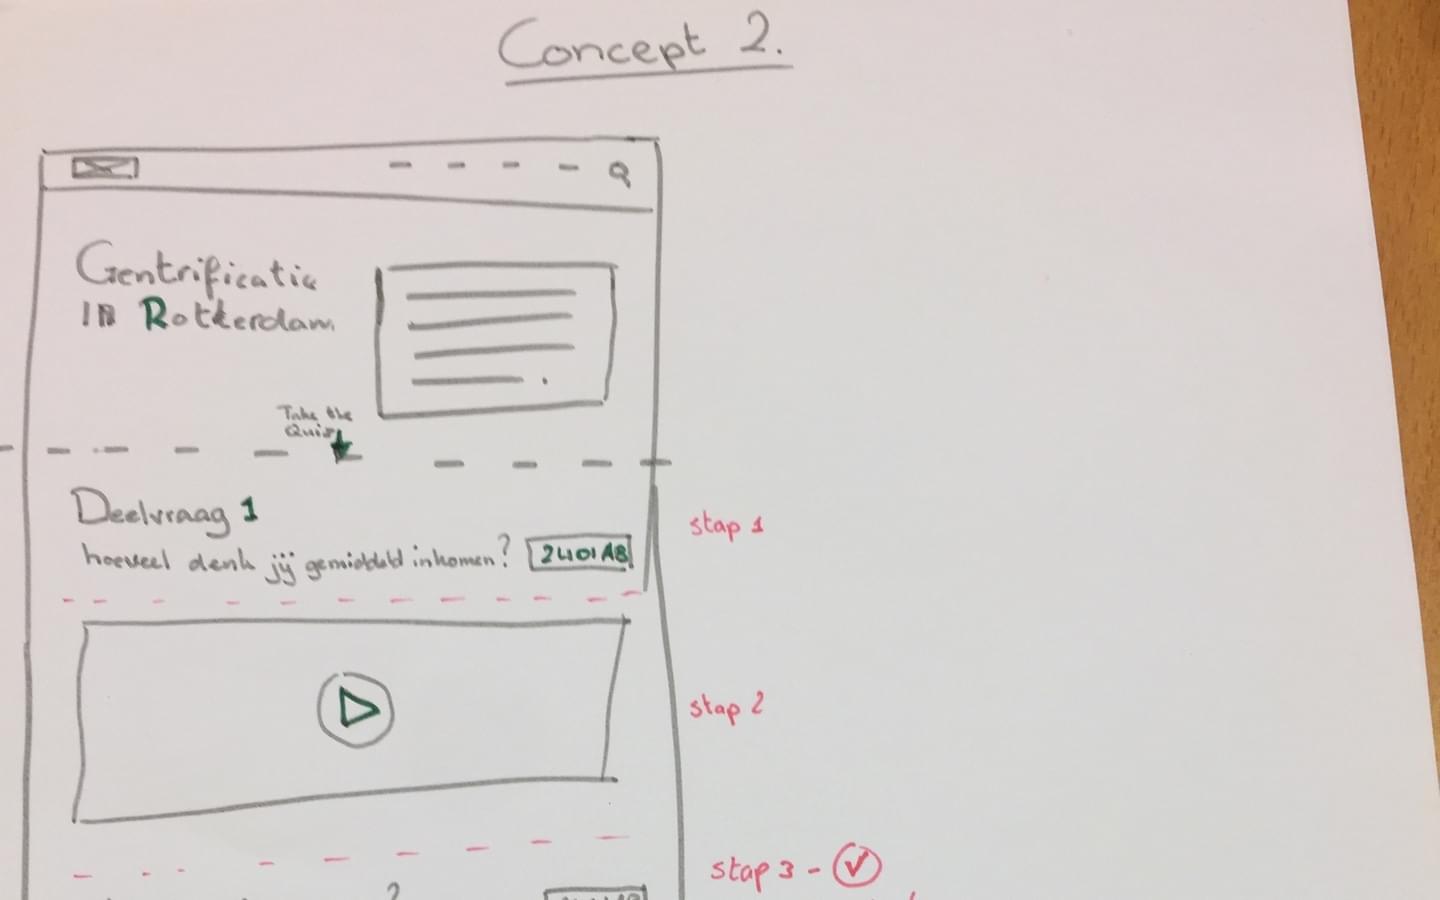 Concept 2.
Gentrificatie
in Rotterdam
Take the
Quiz
Deelvraag 1
hoeveel denk jij gemiddeld inkomen? 2401AB
stap 1
stap 2
stap 3 -
?